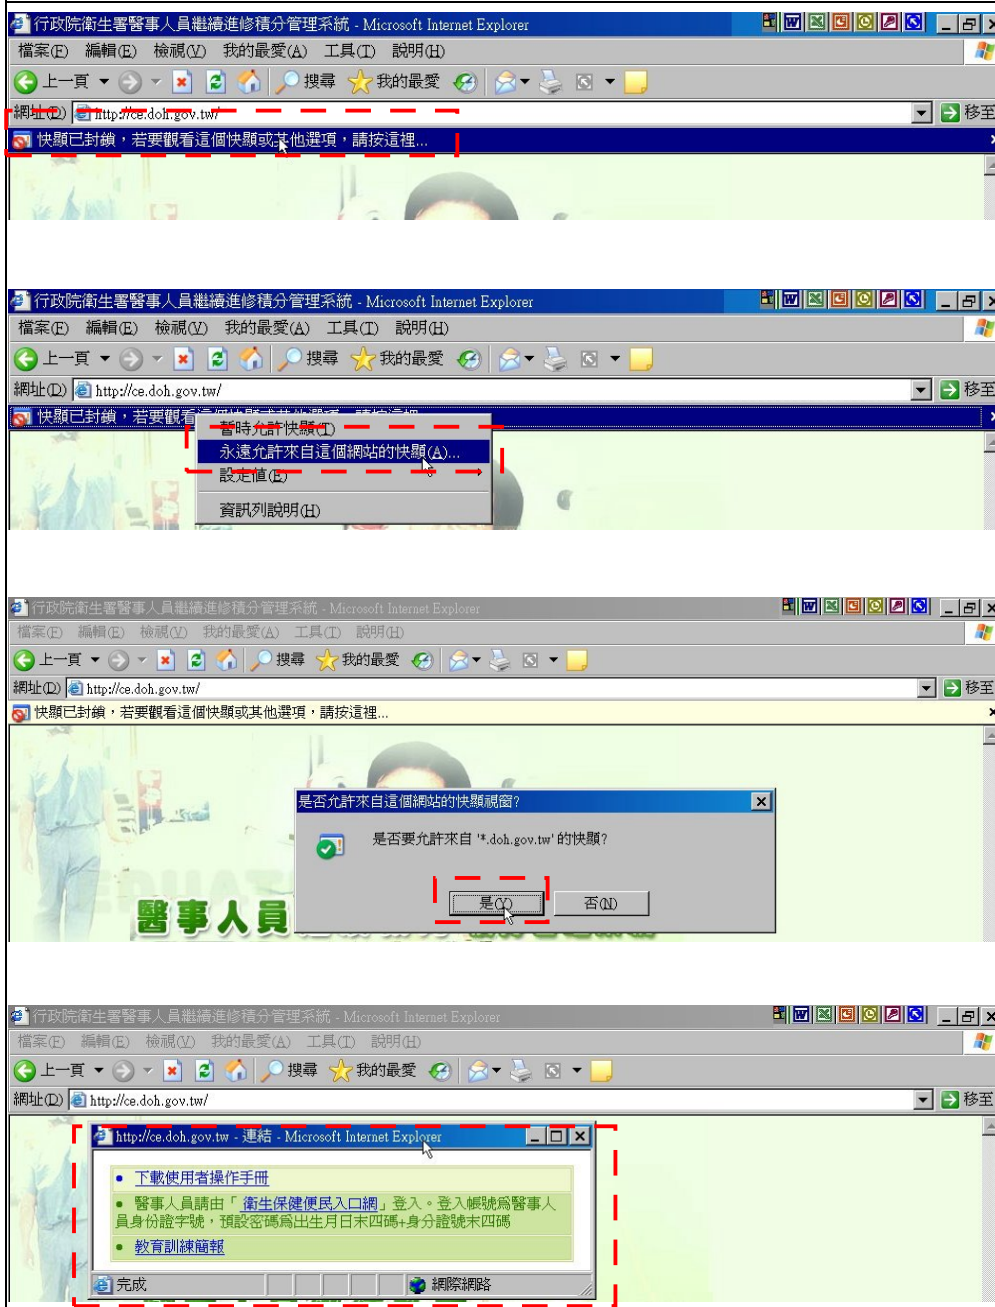 行政院衛生署醫事人員繼續進修積分管理系統 - Microsoft Internet Explorer
檔案(F) 編輯(E) 檢視(V) 我的最愛(A) 工具(T) 說明(H)
上一頁 搜尋 我的最愛
網址(D) http://ce.doh.gov.tw/ 移至
快顯已封鎖，若要觀看這個快顯或其他選項，請按這裡...
行政院衛生署醫事人員繼續進修積分管理系統 - Microsoft Internet Explorer
檔案(F) 編輯(E) 檢視(V) 我的最愛(A) 工具(T) 說明(H)
上一頁 搜尋 我的最愛
網址(D) http://ce.doh.gov.tw/ 移至
快顯已封鎖，若要觀看這個快顯或其他選項，請按這裡
暫時允許快顯(T)
永遠允許來自這個網站的快顯(A)...
設定值(E)
資訊列說明(H)
行政院衛生署醫事人員繼續進修積分管理系統 - Microsoft Internet Explorer
檔案(F) 編輯(E) 檢視(V) 我的最愛(A) 工具(T) 說明(H)
上一頁 搜尋 我的最愛
網址(D) http://ce.doh.gov.tw/ 移至
快顯已封鎖，若要觀看這個快顯或其他選項，請按這裡...
是否允許來自這個網站的快顯視窗?
是否要允許來自 '*.doh.gov.tw' 的快顯?
是(Y) 否(N)
醫事人員
行政院衛生署醫事人員繼續進修積分管理系統 - Microsoft Internet Explorer
檔案(F) 編輯(E) 檢視(V) 我的最愛(A) 工具(T) 說明(H)
上一頁 搜尋 我的最愛
網址(D) http://ce.doh.gov.tw/ 移至
http://ce.doh.gov.tw - 連結 - Microsoft Internet Explorer
• 下載使用者操作手冊
• 醫事人員請由「 衛生保健便民入口網」登入。登入帳號為醫事人
員身份證字號，預設密碼為出生月日末四碼+身分證號末四碼
• 教育訓練簡報
完成 網際網路